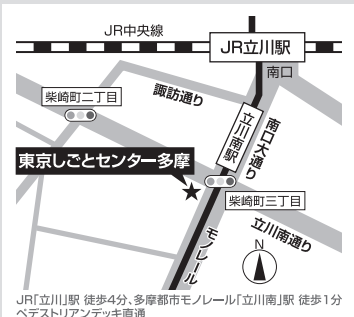 JR中央線
JR立川駅
南口
柴崎町二丁目
諏訪通り
立川南駅
南口大通り
東京しごとセンター多摩
柴崎町三丁目
立川南通り
モノレール
N
JR「立川」駅 徒歩4分、多摩都市モノレール「立川南」駅 徒歩1分
ペデストリアンデッキ直通